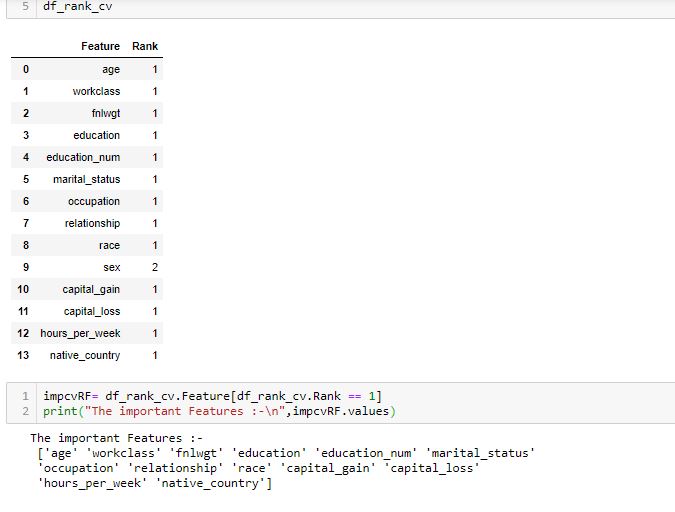 5 df_rank_cv
Feature Rank
0 age 1
1 workclass 1
2 fnlwgt 1
3 education 1
4 education_num 1
5 marital_status 1
6 occupation 1
7 relationship 1
8 race 1
9 sex 2
10 capital_gain 1
11 capital_loss 1
12 hours_per_week 1
13 native_country 1
1 impcvRF= df_rank_cv.Feature[df_rank_cv.Rank == 1]
2 print("The important Features :-\n",impcvRF.values)
The important Features :-
['age' 'workclass' 'fnlwgt' 'education' 'education_num' 'marital_status'
'occupation' 'relationship' 'race' 'capital_gain' 'capital_loss'
'hours_per_week' 'native_country']